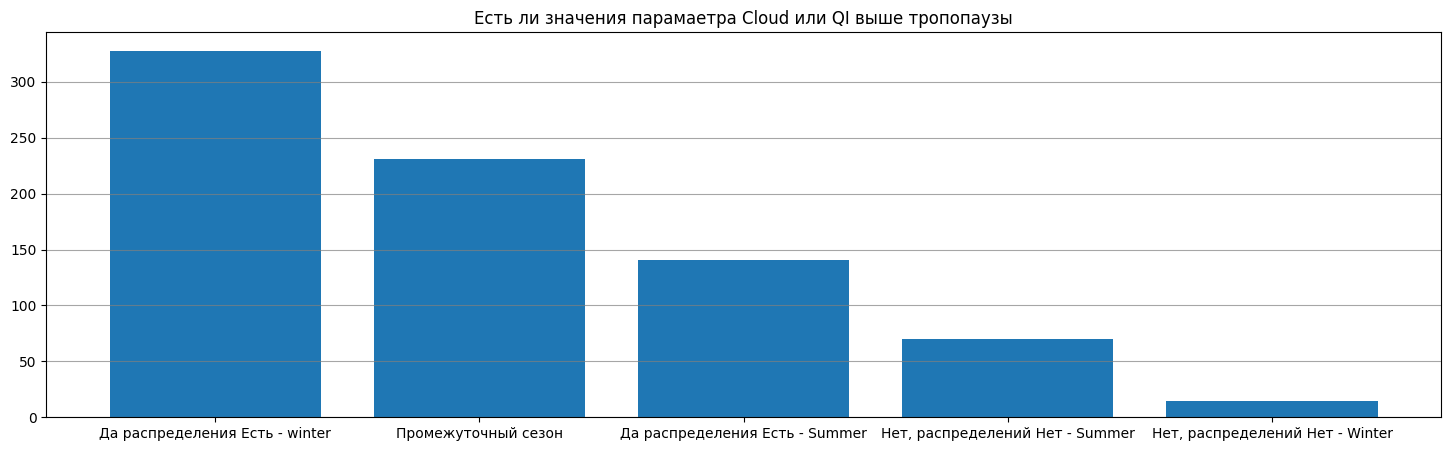 Есть ли значения парамаетра Cloud или QI выше тропопаузы
300
250
200
150
100
50
0
Да распределения Есть - winter
Промежуточный сезон
Да распределения Есть - Summer
Нет, распределений Нет - Summer
Нет, распределений Нет - Winter